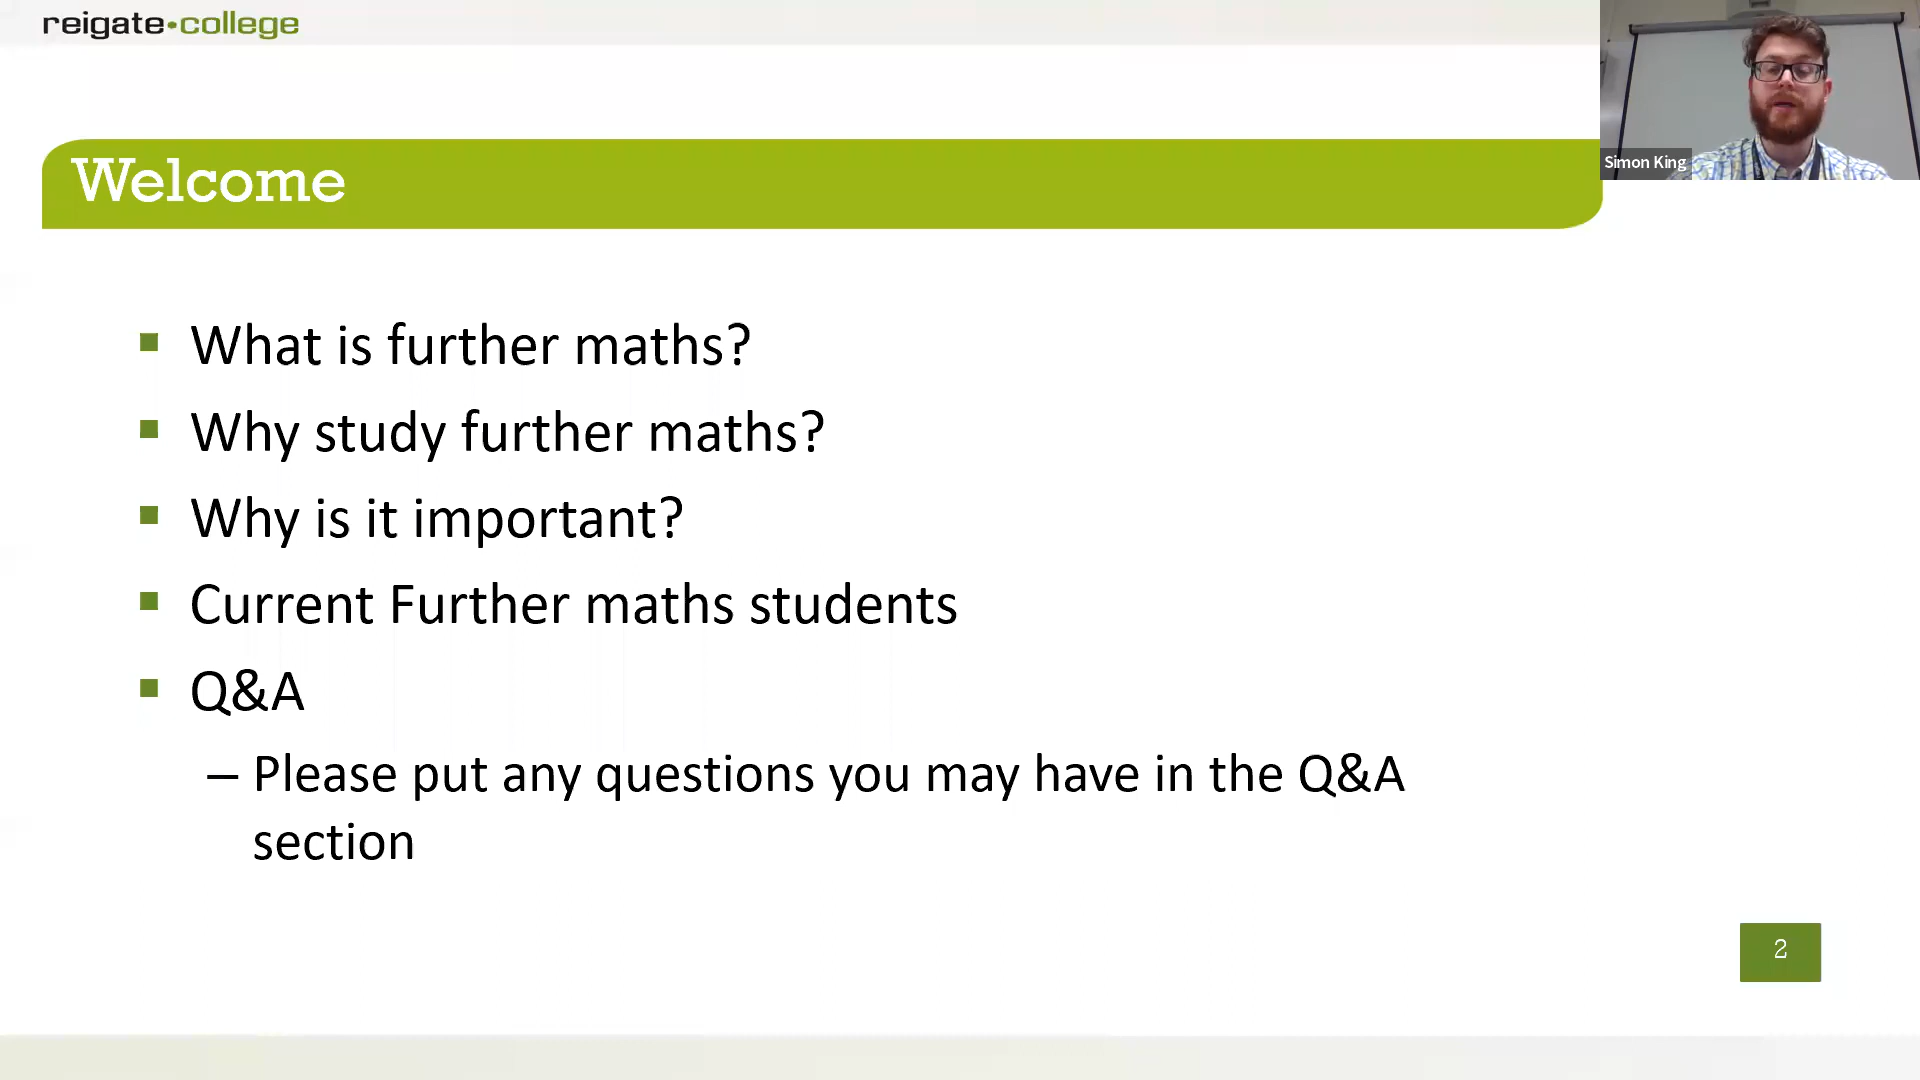 reigate•college
Simon King
Welcome
What is further maths?
Why study further maths?
Why is it important?
Current Further maths students
Q&A
– Please put any questions you may have in the Q&A
section
2